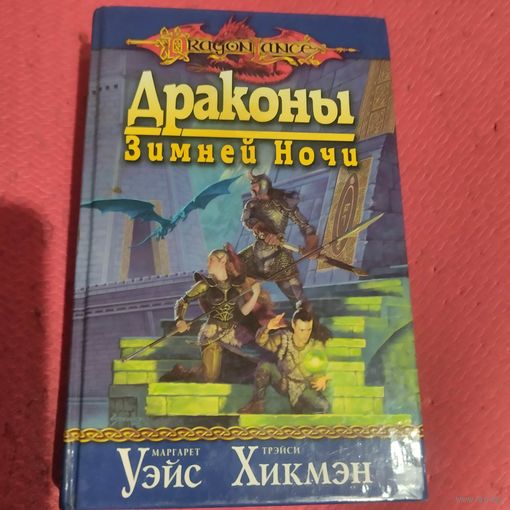 DRAGONLANCE
Драконы
Зимней Ночи
МАРГАРЕТ ТРЭЙСИ
Уэйс Хикмэн